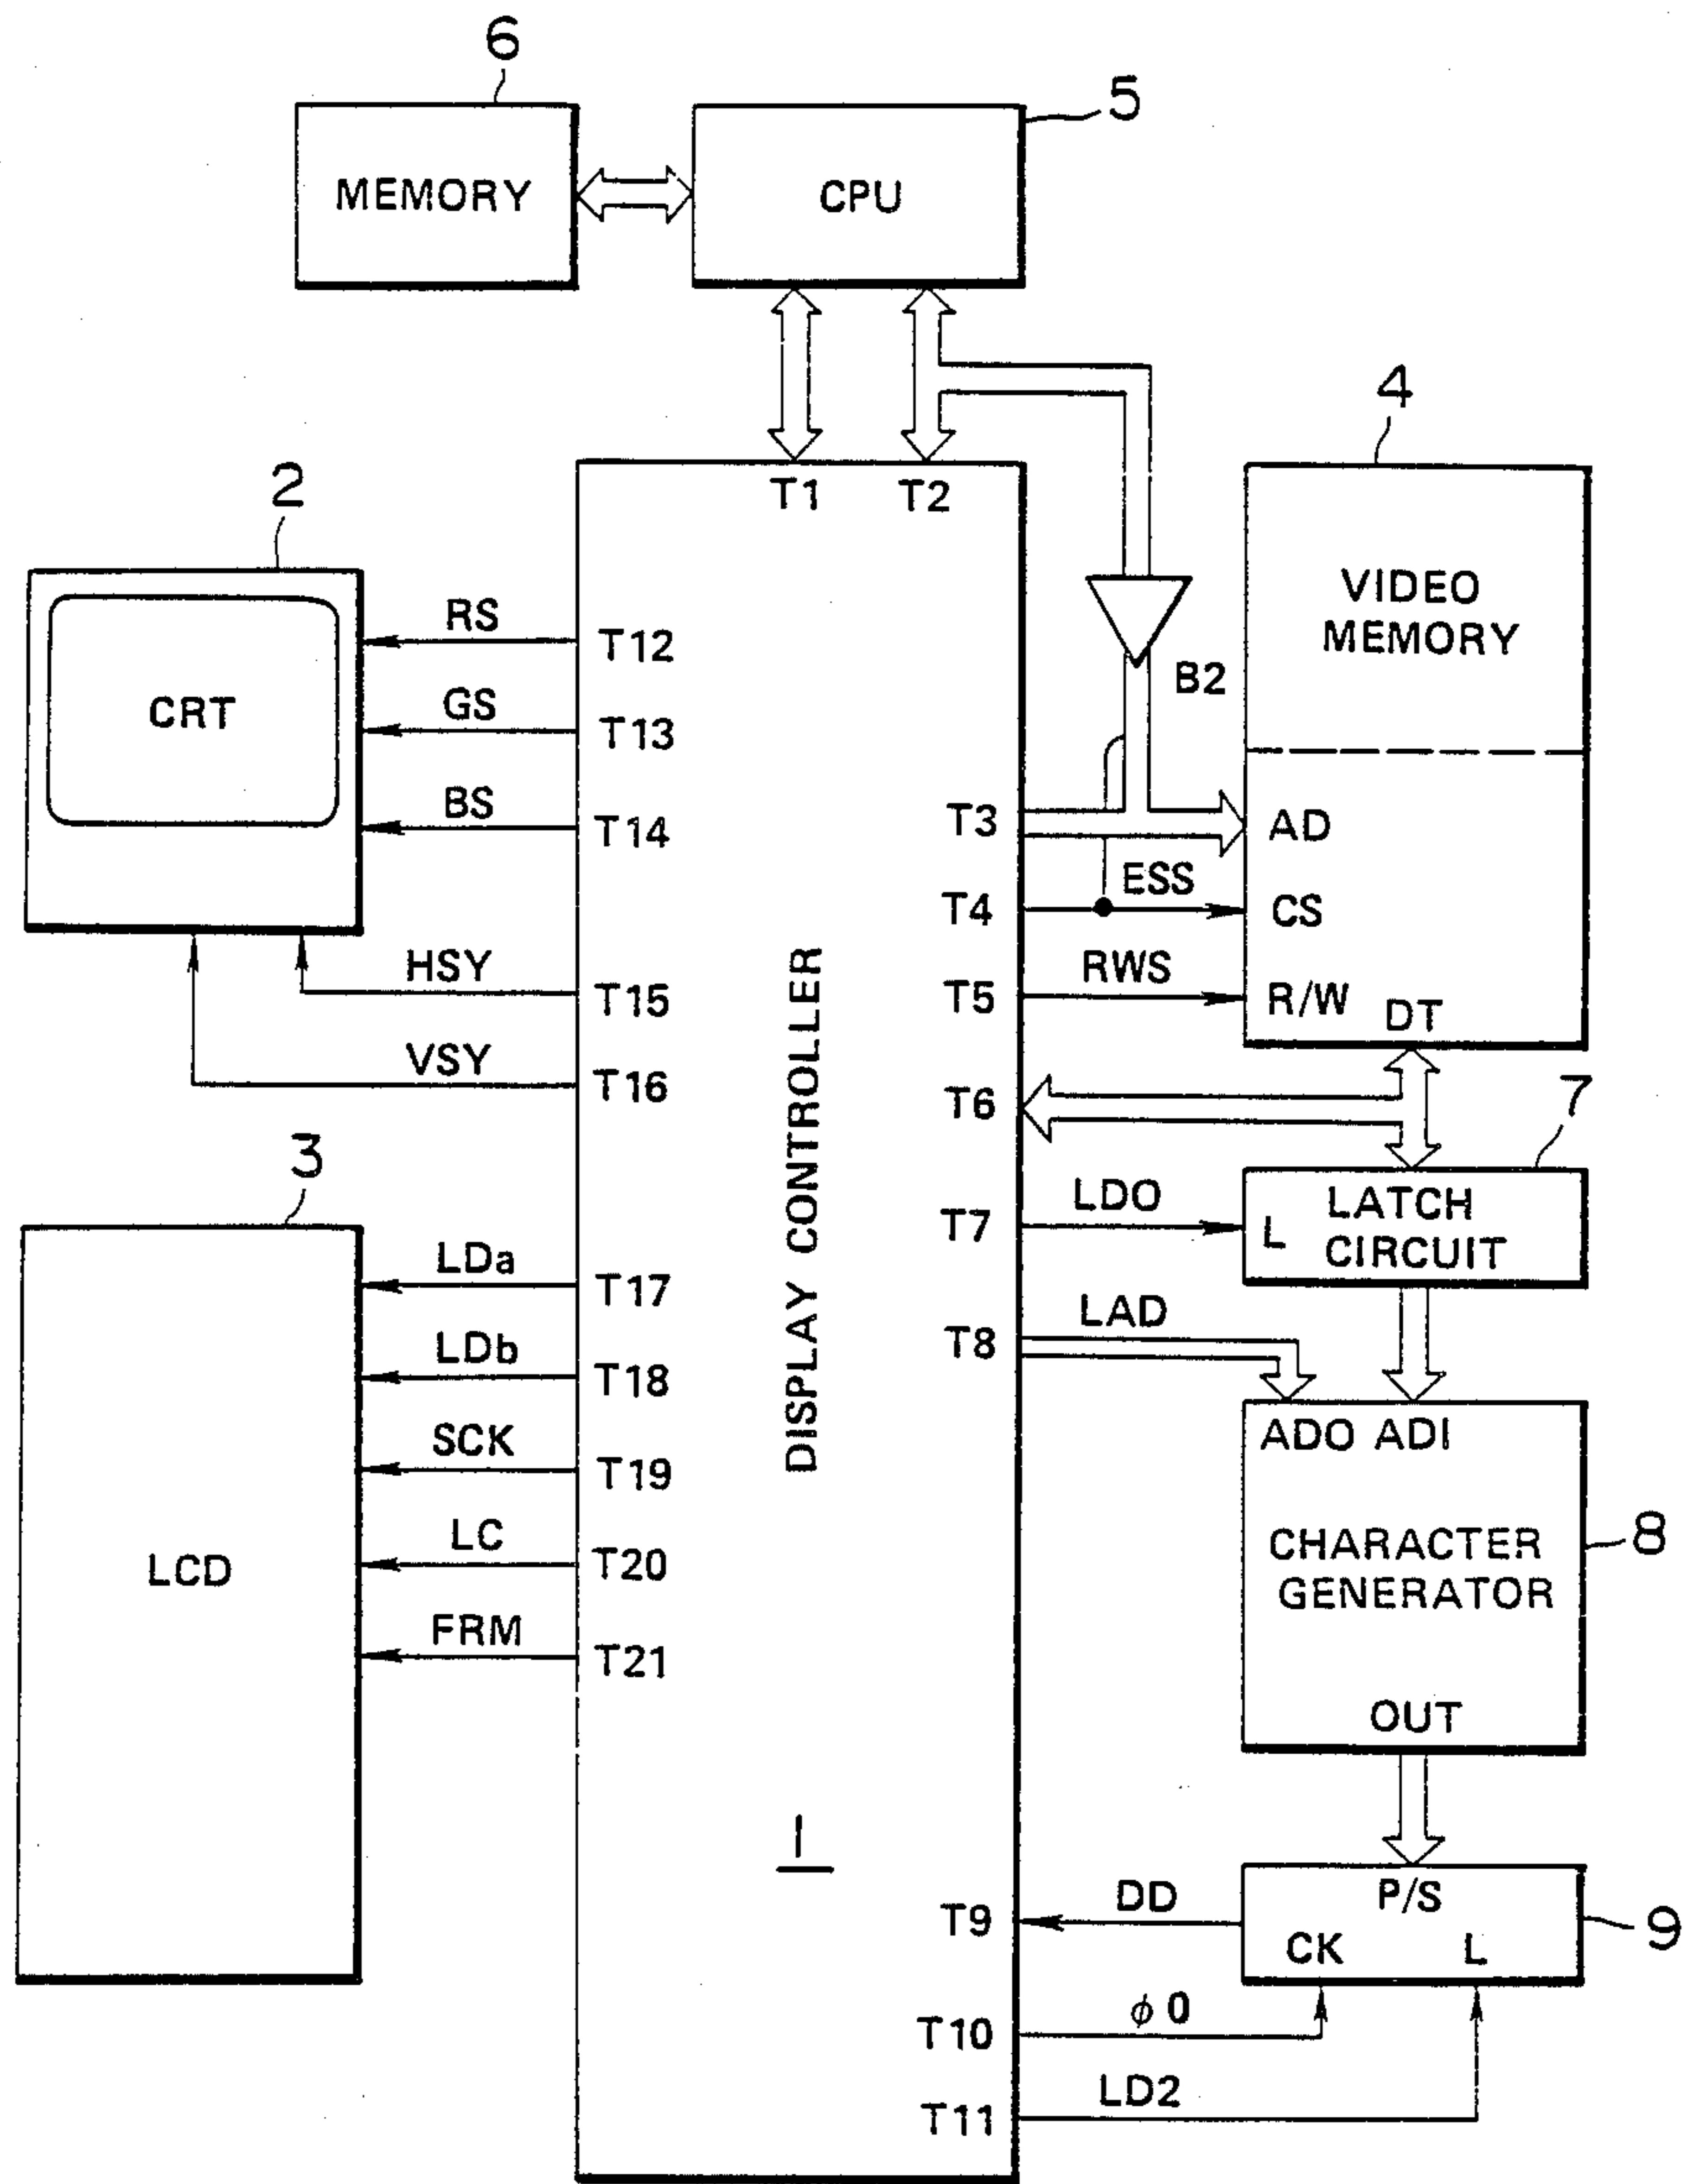 6
5
MEMORY
CPU
4
T1
T2
2
VIDEO
MEMORY
RS
T12
B2
CRT
GS
T13
BS
T14
T3
AD
ESS
T4
CS
HSY
T15
RWS
T5
R/W
DT
VSY
T16
T6
7
3
DISPLAY CONTROLLER
LDO
T7
L
LATCH
CIRCUIT
LDa
T17
LAD
T8
LDb
T18
ADO ADI
SCK
T19
LC
T20
CHARACTER
GENERATOR
8
LCD
FRM
T21
OUT
1
DD
T9
P/S
CK
L
9
φ0
T10
LD2
T11